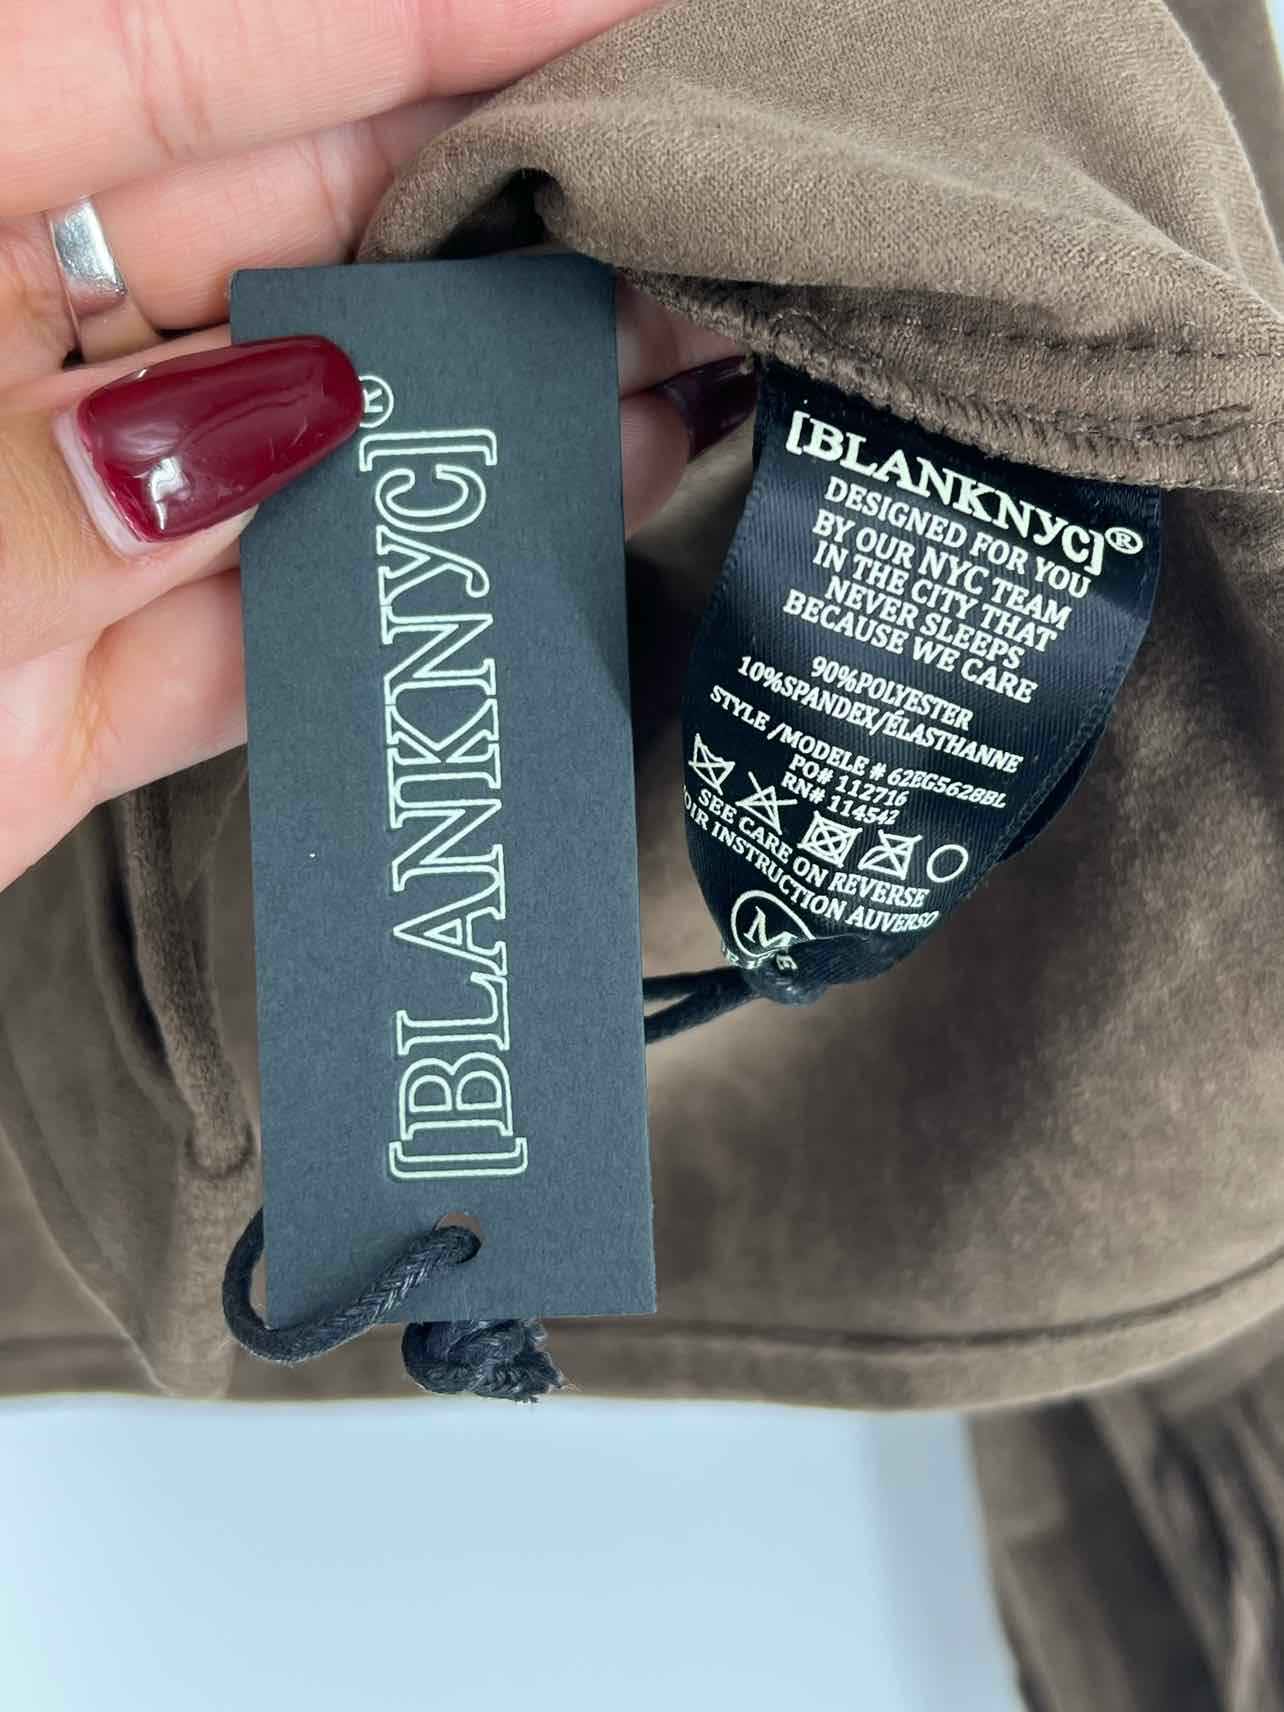 [BLANKNYC]®
[BLANKNYC]®
DESIGNED FOR YOU
BY OUR NYC TEAM
IN THE CITY THAT
NEVER SLEEPS
BECAUSE WE CARE
90%POLYESTER
10%SPANDEX/ÉLASTHANNE
STYLE /MODELE # 62EG5628BL
PO# 112716
RN# 114542
SEE CARE ON REVERSE
OIR INSTRUCTION AUVERSO
M